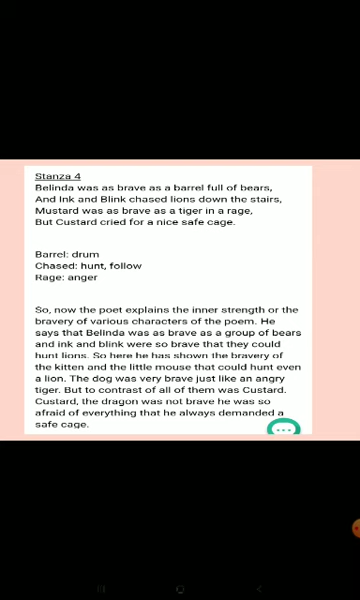 Stanza 4
Belinda was as brave as a barrel full of bears,
And Ink and Blink chased lions down the stairs,
Mustard was as brave as a tiger in a rage,
But Custard cried for a nice safe cage.
Barrel: drum
Chased: hunt, follow
Rage: anger
So, now the poet explains the inner strength or the
bravery of various characters of the poem. He
says that Belinda was as brave as a group of bears
and ink and blink were so brave that they could
hunt lions. So here he has shown the bravery of
the kitten and the little mouse that could hunt even
a lion. The dog was very brave just like an angry
tiger. But to contrast of all of them was Custard.
Custard, the dragon was not brave he was so
afraid of everything that he always demanded a
safe cage.